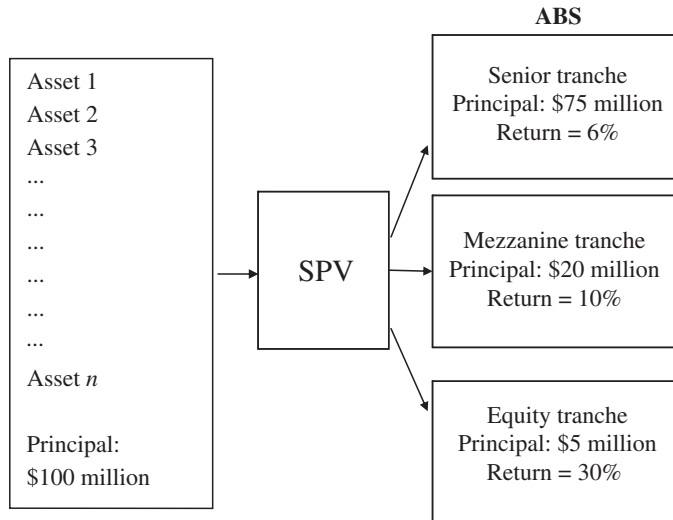 ABS
Asset 1
Asset 2
Asset 3
...
...
...
...
...
...
Asset n
Principal:
$100 million
SPV
Senior tranche
Principal: $75 million
Return = 6%
Mezzanine tranche
Principal: $20 million
Return = 10%
Equity tranche
Principal: $5 million
Return = 30%